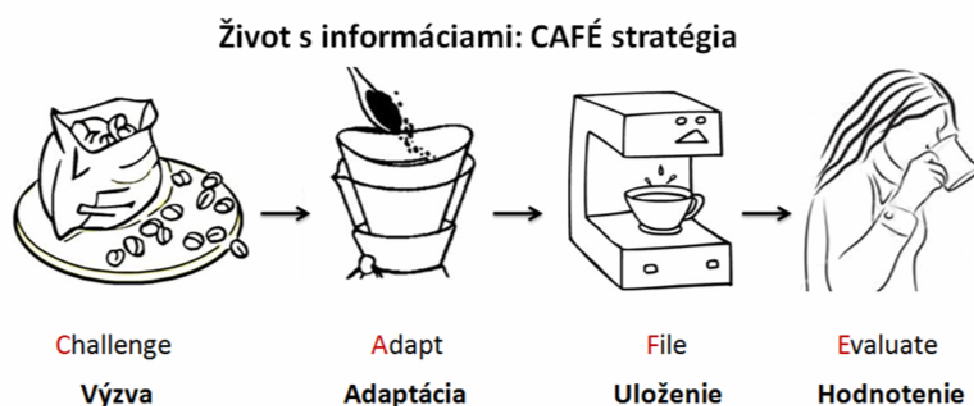 Život s informáciami: CAFÉ stratégia
Challenge Adapt File Evaluate
Výzva Adaptácia Uloženie Hodnotenie